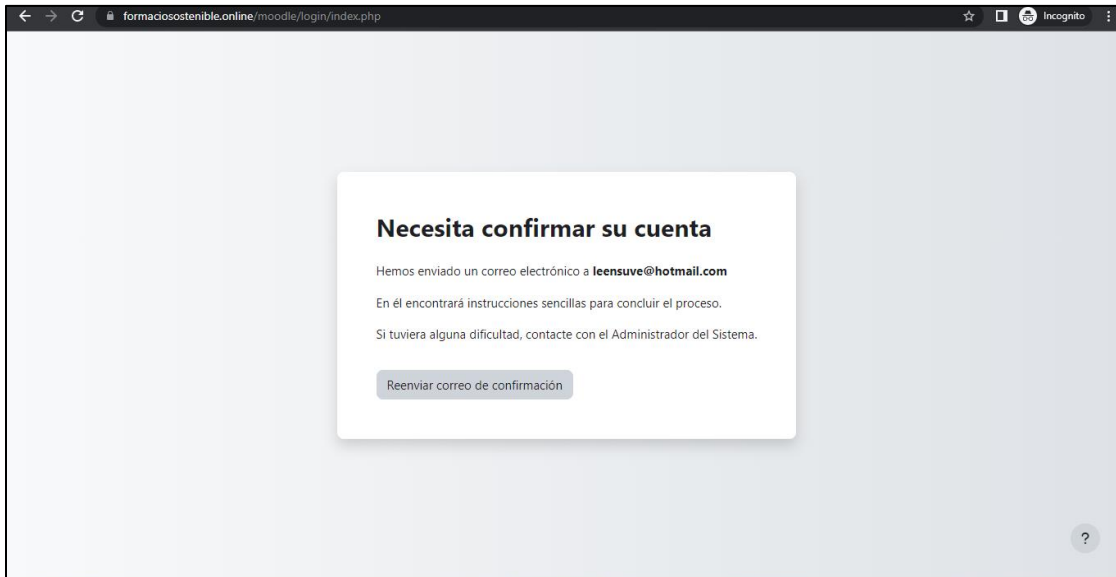 formaciosostenible.online/moodle/login/index.php
Incognito
Necesita confirmar su cuenta
Hemos enviado un correo electrónico a leensuve@hotmail.com
En él encontrará instrucciones sencillas para concluir el proceso.
Si tuviera alguna dificultad, contacte con el Administrador del Sistema.
Reenviar correo de confirmación
?